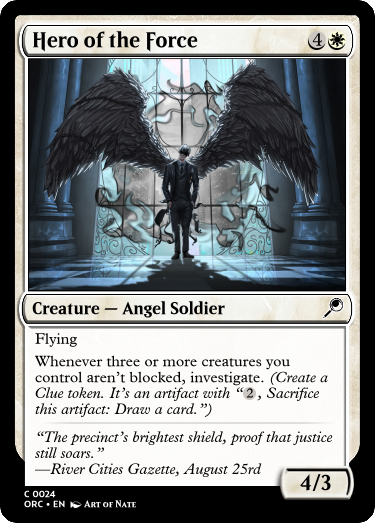 Hero of the Force 4
Creature — Angel Soldier
Flying
Whenever three or more creatures you
control aren't blocked, investigate. (Create a
Clue token. It's an artifact with “2, Sacrifice
this artifact: Draw a card.”)
“The precinct's brightest shield, proof that justice
still soars.”
—River Cities Gazette, August 25rd
4/3
C 0024
ORC • EN Art of Nate